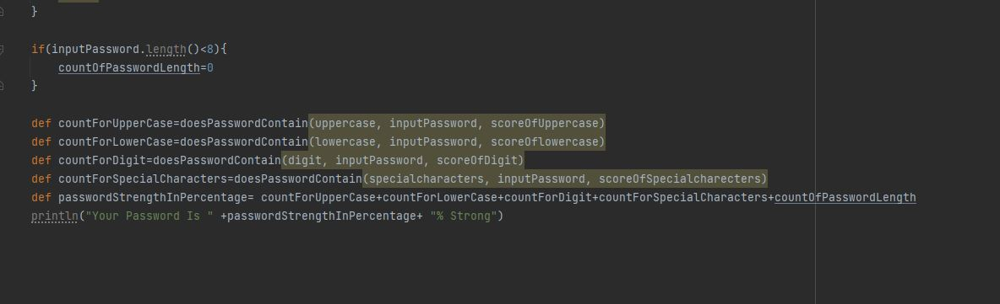 }
if(inputPassword.length()<8){
countOfPasswordLength=0
}
def countForUpperCase=doesPasswordContain(uppercase, inputPassword, scoreOfUppercase)
def countForLowerCase=doesPasswordContain(lowercase, inputPassword, scoreOflowercase)
def countForDigit=doesPasswordContain(digit, inputPassword, scoreOfDigit)
def countForSpecialCharacters=doesPasswordContain(specialcharacters, inputPassword, scoreOfSpecialcharecters)
def passwordStrengthInPercentage= countForUpperCase+countForLowerCase+countForDigit+countForSpecialCharacters+countOfPasswordLength
println("Your Password Is " +passwordStrengthInPercentage+ "% Strong")